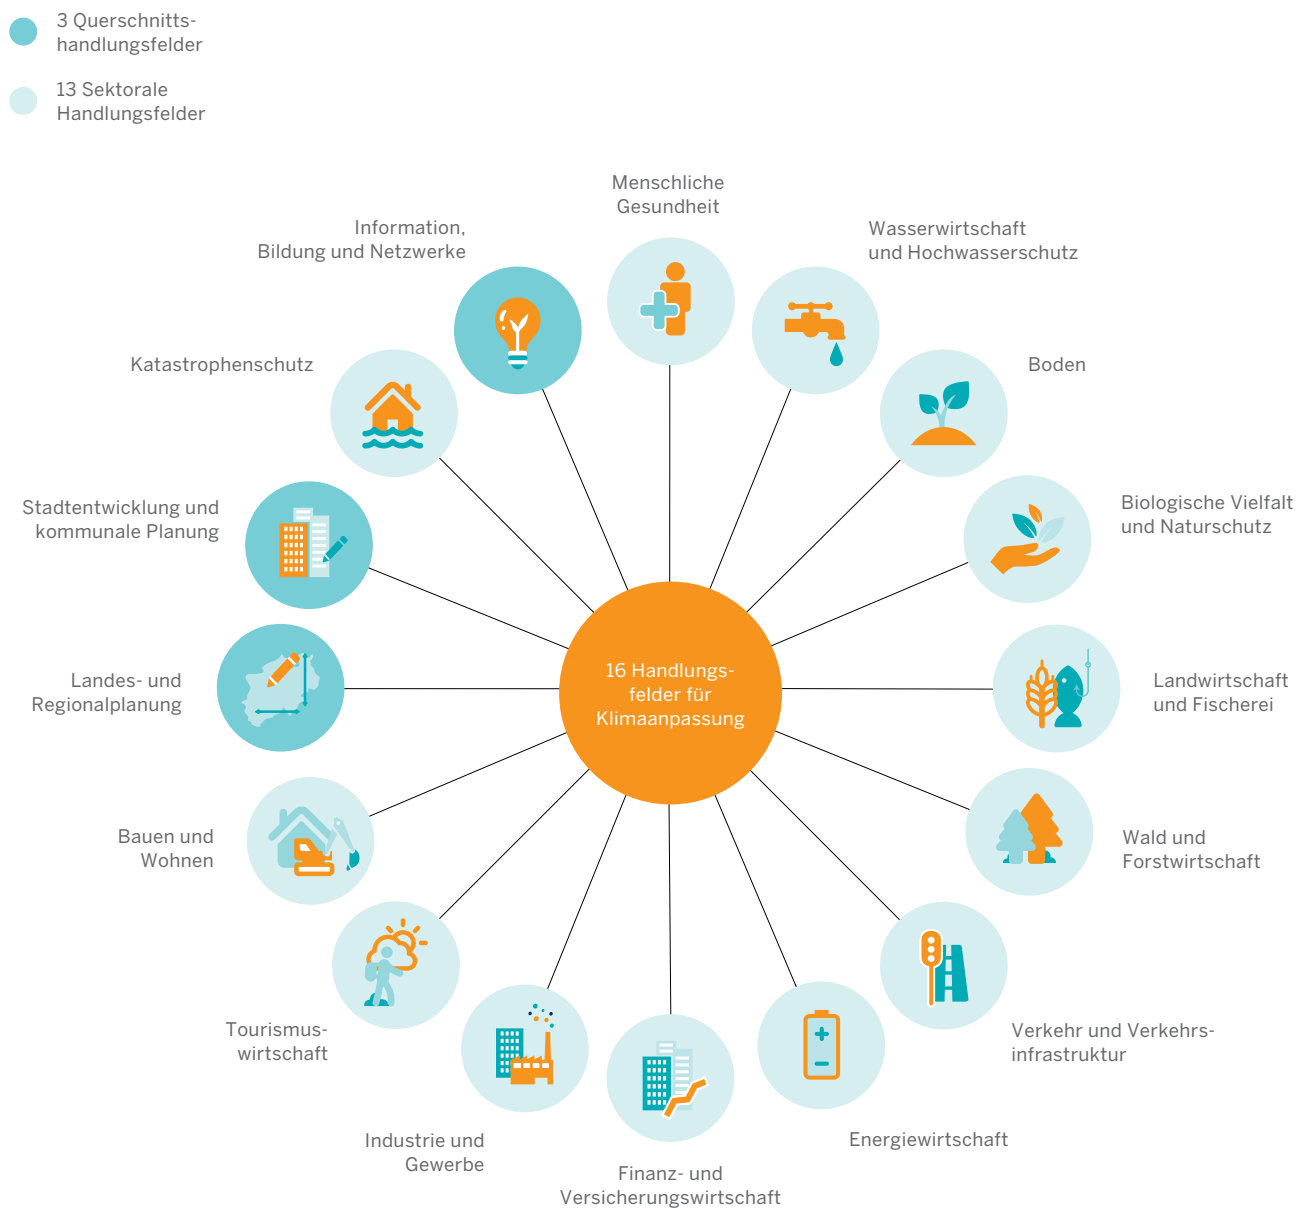 3 Querschnitts-
handlungsfelder
13 Sektorale
Handlungsfelder
Menschliche
Gesundheit
Wasserwirtschaft
und Hochwasserschutz
Boden
Biologische Vielfalt
und Naturschutz
Landwirtschaft
und Fischerei
Wald und
Forstwirtschaft
Verkehr und Verkehrs-
infrastruktur
Energiewirtschaft
Finanz- und
Versicherungswirtschaft
Industrie und
Gewerbe
Tourismus-
wirtschaft
Bauen und
Wohnen
Landes- und
Regionalplanung
Stadtentwicklung und
kommunale Planung
Katastrophenschutz
Information,
Bildung und Netzwerke
16 Handlungs-
felder für
Klimaanpassung